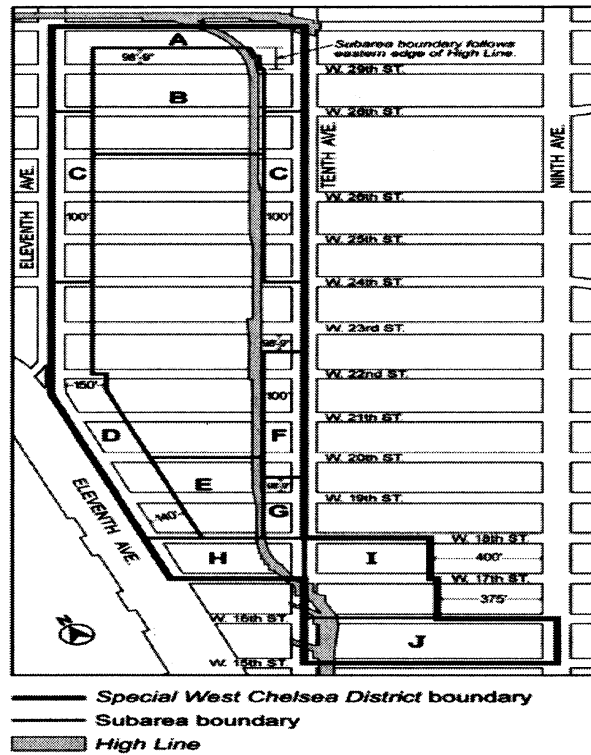 A
Subarea boundary follows
eastern edge of High Line.
98'-9"
W. 29th ST.
B
W. 28th ST.
TENTH AVE.
NINTH AVE.
ELEVENTH AVE.
C
C
W. 26th ST.
100'
100'
W. 25th ST.
W. 24th ST.
W. 23rd ST.
98'-9"
W. 22nd ST.
150'
100'
W. 21th ST.
D
F
W. 20th ST.
E
98'-9"
W. 19th ST.
140'
G
ELEVENTH AVE.
W. 18th ST.
H
I
400'
W. 17th ST.
375'
W. 16th ST.
J
N
W. 15th ST.
Special West Chelsea District boundary
Subarea boundary
High Line